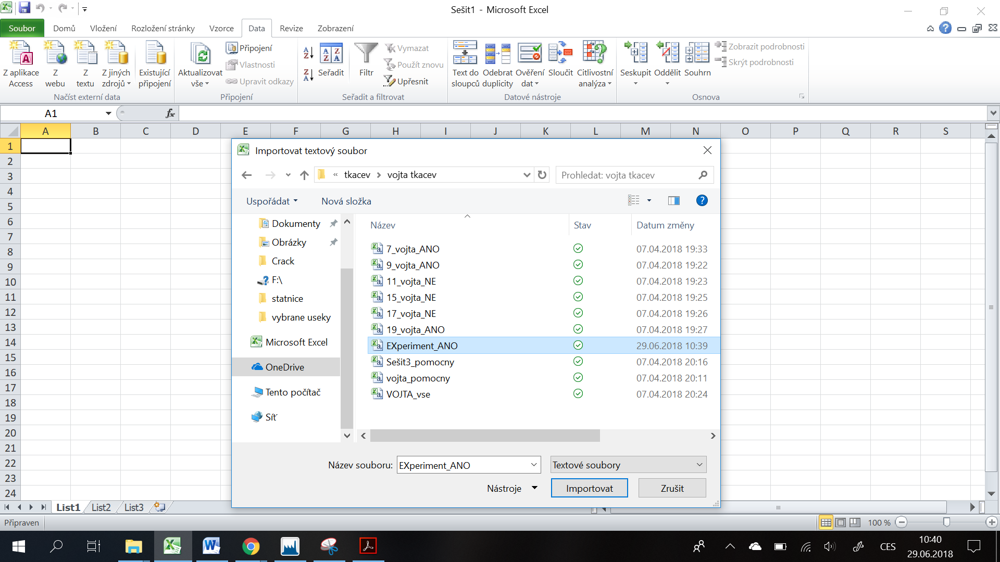 Sešit1 - Microsoft Excel
Soubor Domů Vložení Rozložení stránky Vzorce Data Revize Zobrazení
Z aplikace Access
Z webu
Z textu
Z jiných zdrojů
Existující připojení
Načíst externí data
Aktualizovat vše
Připojení
Vlastnosti
Upravit odkazy
Připojení
Seřadit
Filtr
Vymazat
Použít znovu
Upřesnit
Seřadit a filtrovat
Text do sloupců
Odebrat duplicity
Ověření dat
Sloučit
Citlivostní analýza
Datové nástroje
Seskupit
Oddělit
Souhrn
Zobrazit podrobnosti
Skrýt podrobnosti
Osnova
A1
fx
A B C D E F G H I J K L M N O P Q R S
1
2
3
4
5
6
7
8
9
10
11
12
13
14
15
16
17
18
19
20
21
22
23
24
Importovat textový soubor
« tkacev › vojta tkacev
Prohledat: vojta tkacev
Uspořádat Nová složka
Dokumenty
Obrázky
Crack
F:\
statnice
vybrane useky
Microsoft Excel
OneDrive
Tento počítač
Síť
Název Stav Datum změny
7_vojta_ANO 07.04.2018 19:33
9_vojta_ANO 07.04.2018 19:22
11_vojta_NE 07.04.2018 19:23
15_vojta_NE 07.04.2018 19:25
17_vojta_NE 07.04.2018 19:26
19_vojta_ANO 07.04.2018 19:27
EXperiment_ANO 29.06.2018 10:39
Sešit3_pomocny 07.04.2018 20:16
vojta_pomocny 07.04.2018 20:11
VOJTA_vse 07.04.2018 20:24
Název souboru: EXperiment_ANO Textové soubory
Nástroje Importovat Zrušit
List1 List2 List3
Připraven 100 %
CES
10:40
29.06.2018